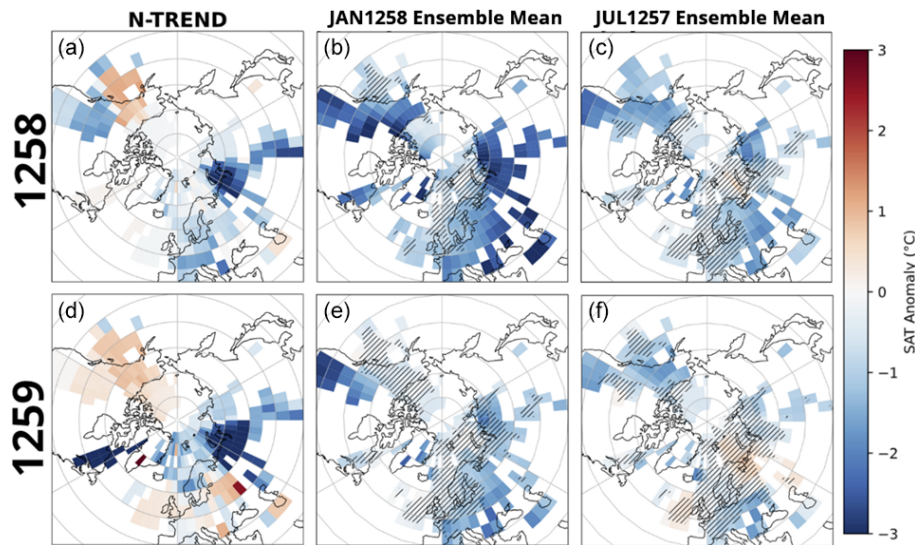 N-TREND
JAN1258 Ensemble Mean
JUL1257 Ensemble Mean
1258
(a)
(b)
(c)
1259
(d)
(e)
(f)
3
2
1
0
−1
−2
−3
SAT Anomaly (°C)